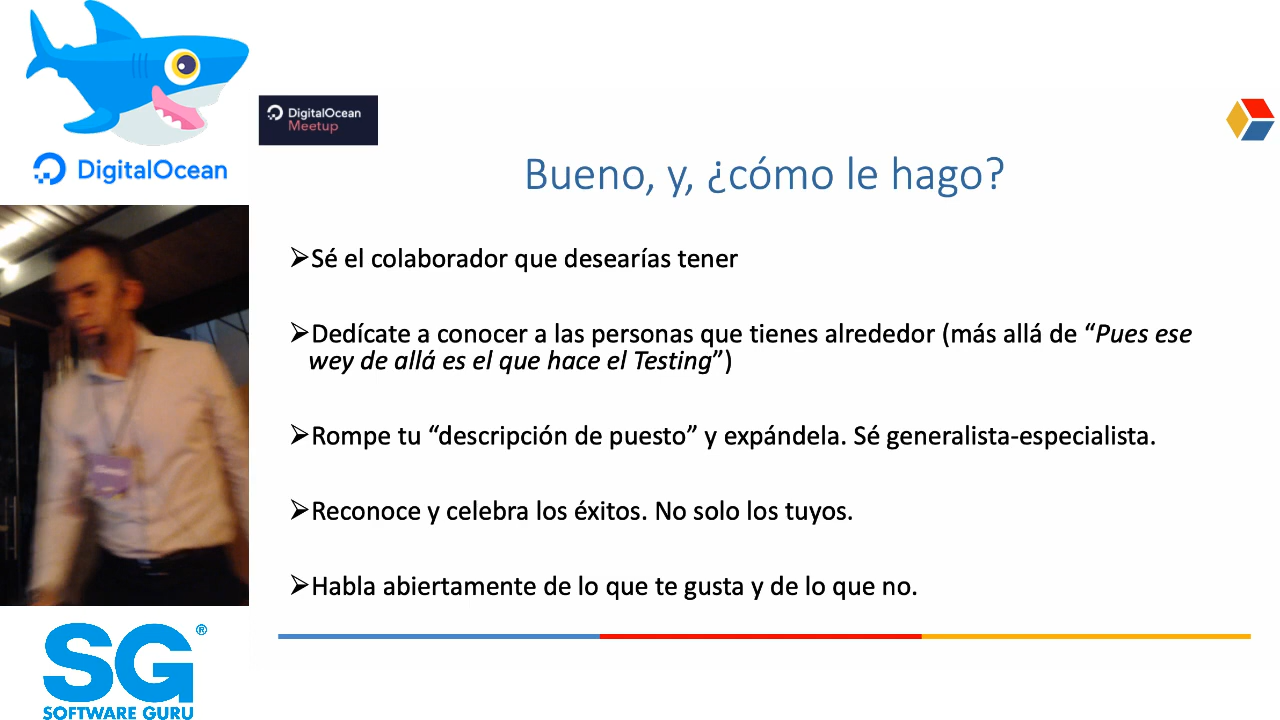 DigitalOcean
DigitalOcean
Meetup
Bueno, y, ¿cómo le hago?
➢Sé el colaborador que desearías tener
➢Dedícate a conocer a las personas que tienes alrededor (más allá de “Pues ese
wey de allá es el que hace el Testing”)
➢Rompe tu “descripción de puesto” y expándela. Sé generalista-especialista.
➢Reconoce y celebra los éxitos. No solo los tuyos.
➢Habla abiertamente de lo que te gusta y de lo que no.
SG®
SOFTWARE GURU